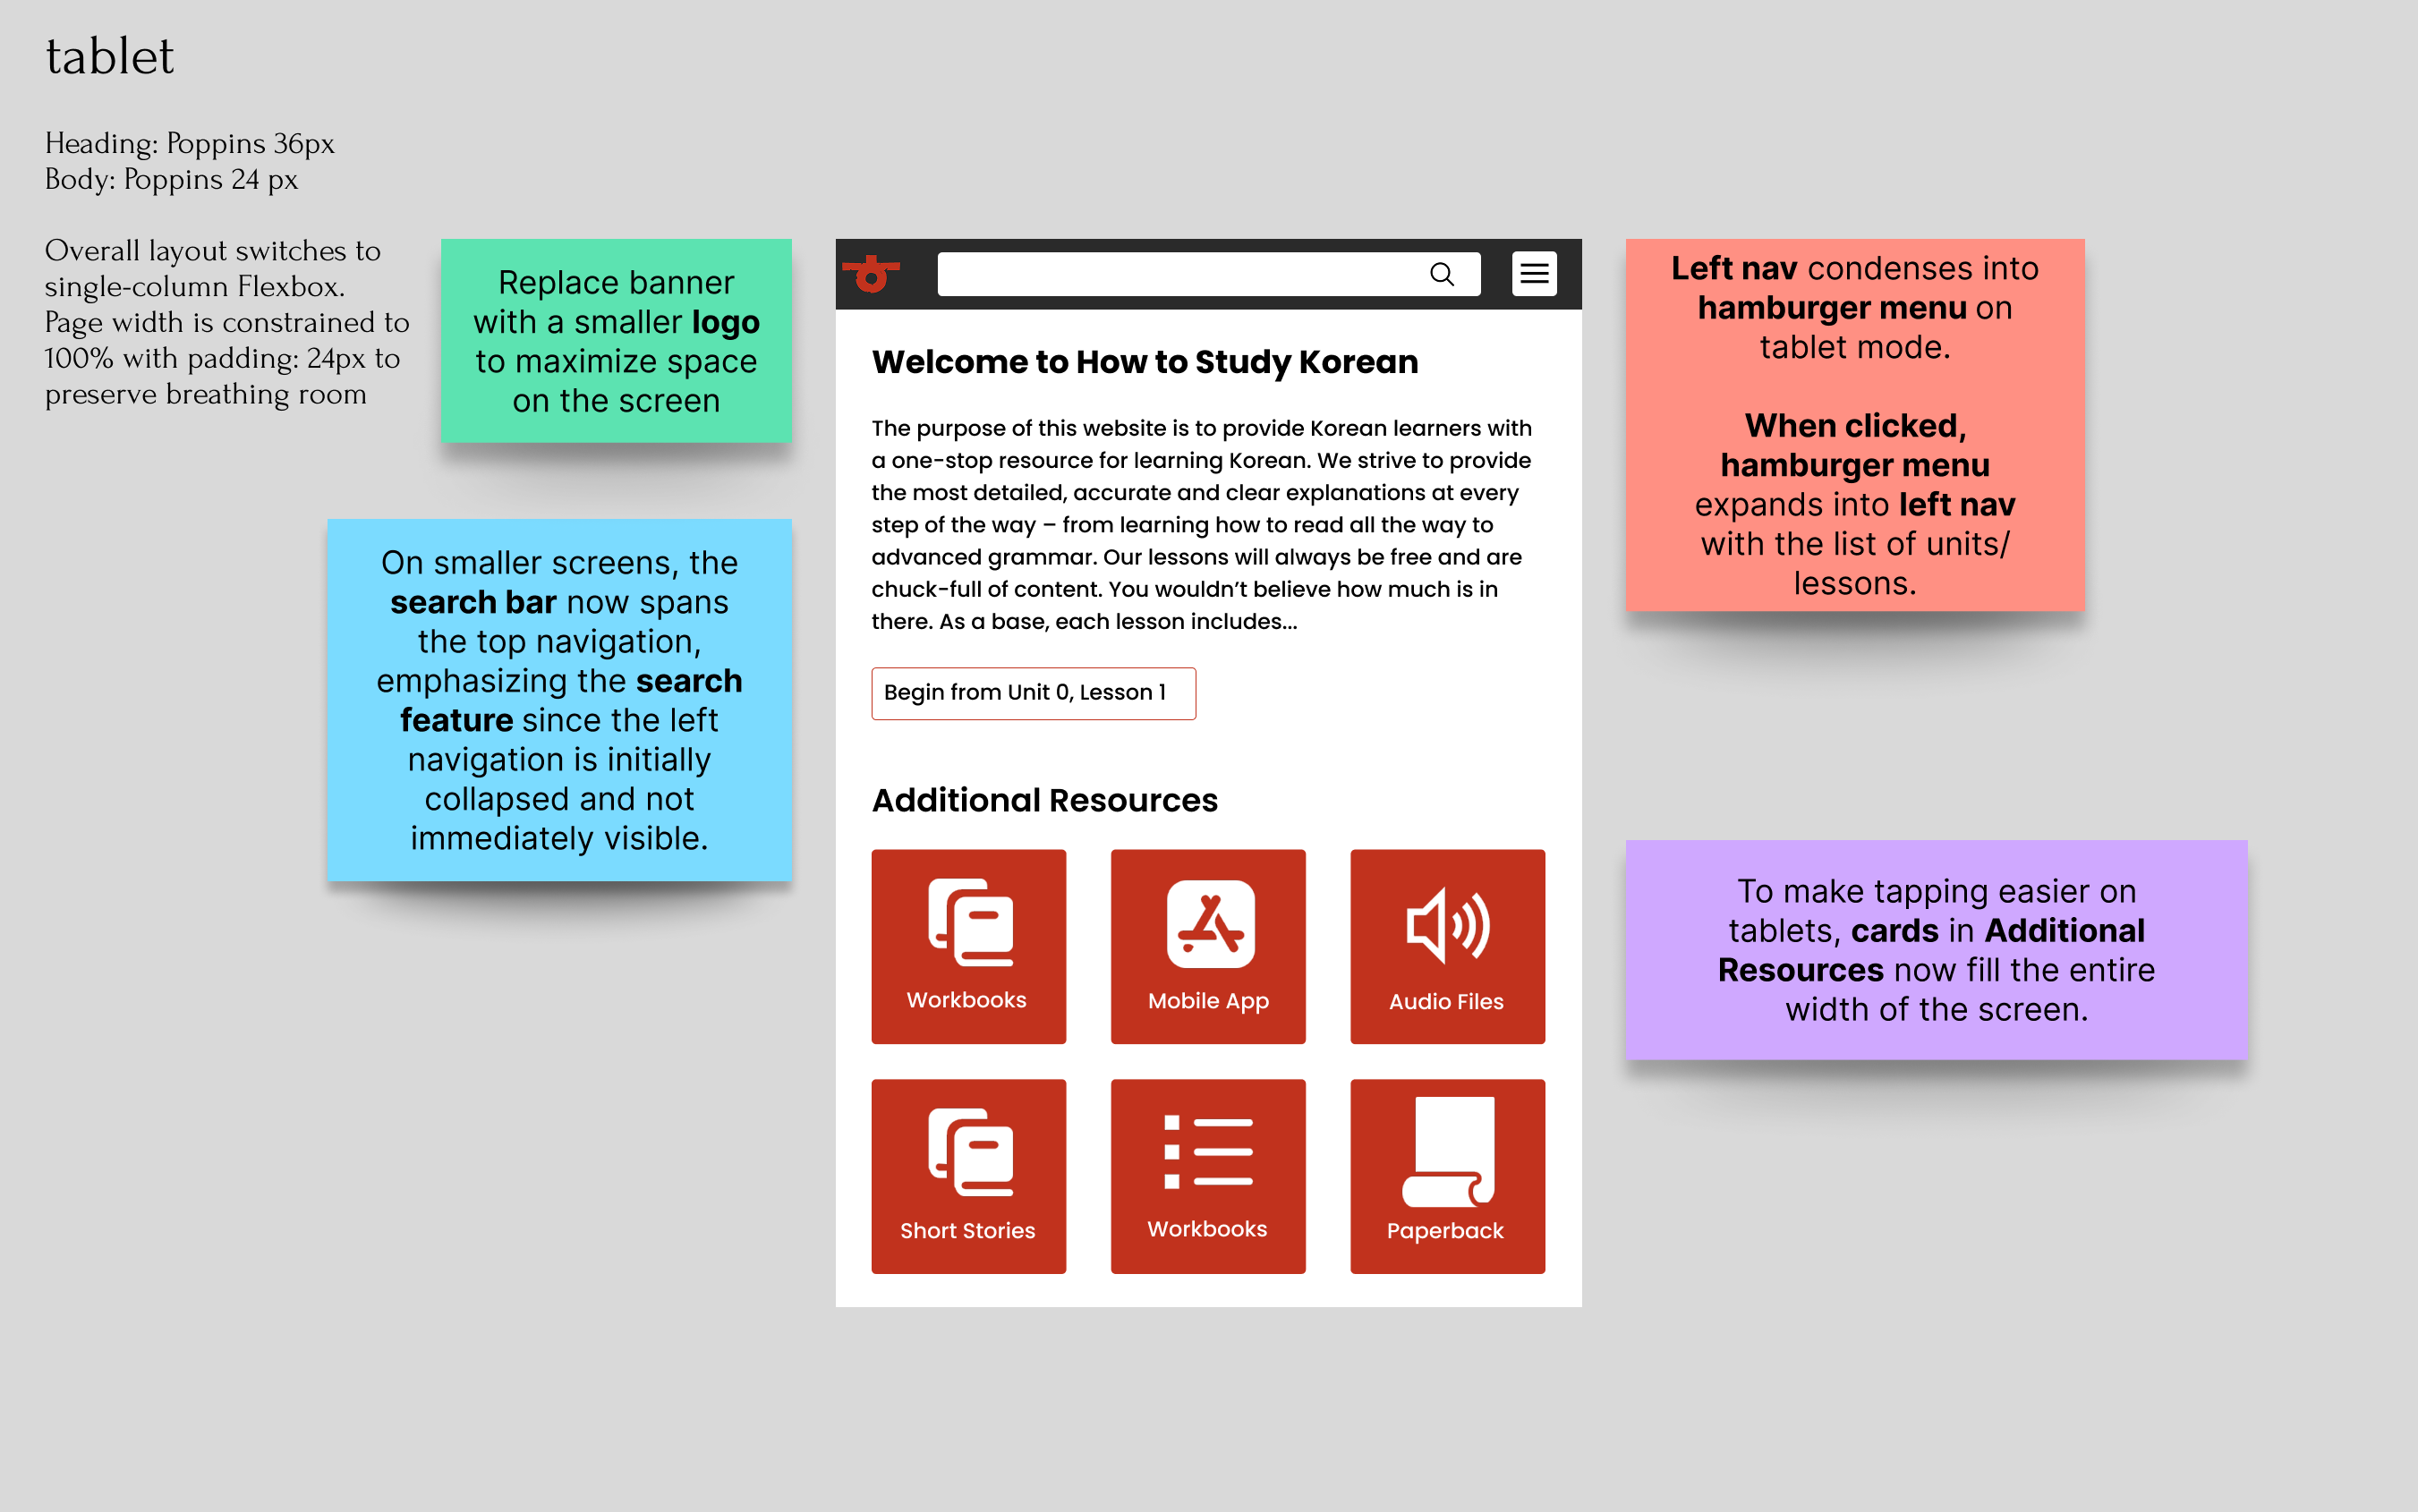 tablet
Heading: Poppins 36px
Body: Poppins 24 px
Overall layout switches to
single-column Flexbox.
Page width is constrained to
100% with padding: 24px to
preserve breathing room
Replace banner
with a smaller logo
to maximize space
on the screen
On smaller screens, the
search bar now spans
the top navigation,
emphasizing the search
feature since the left
navigation is initially
collapsed and not
immediately visible.
Welcome to How to Study Korean
The purpose of this website is to provide Korean learners with
a one-stop resource for learning Korean. We strive to provide
the most detailed, accurate and clear explanations at every
step of the way – from learning how to read all the way to
advanced grammar. Our lessons will always be free and are
chuck-full of content. You wouldn’t believe how much is in
there. As a base, each lesson includes...
Begin from Unit 0, Lesson 1
Additional Resources
Workbooks
Mobile App
Audio Files
Short Stories
Workbooks
Paperback
Left nav condenses into
hamburger menu on
tablet mode.
When clicked,
hamburger menu
expands into left nav
with the list of units/
lessons.
To make tapping easier on
tablets, cards in Additional
Resources now fill the entire
width of the screen.